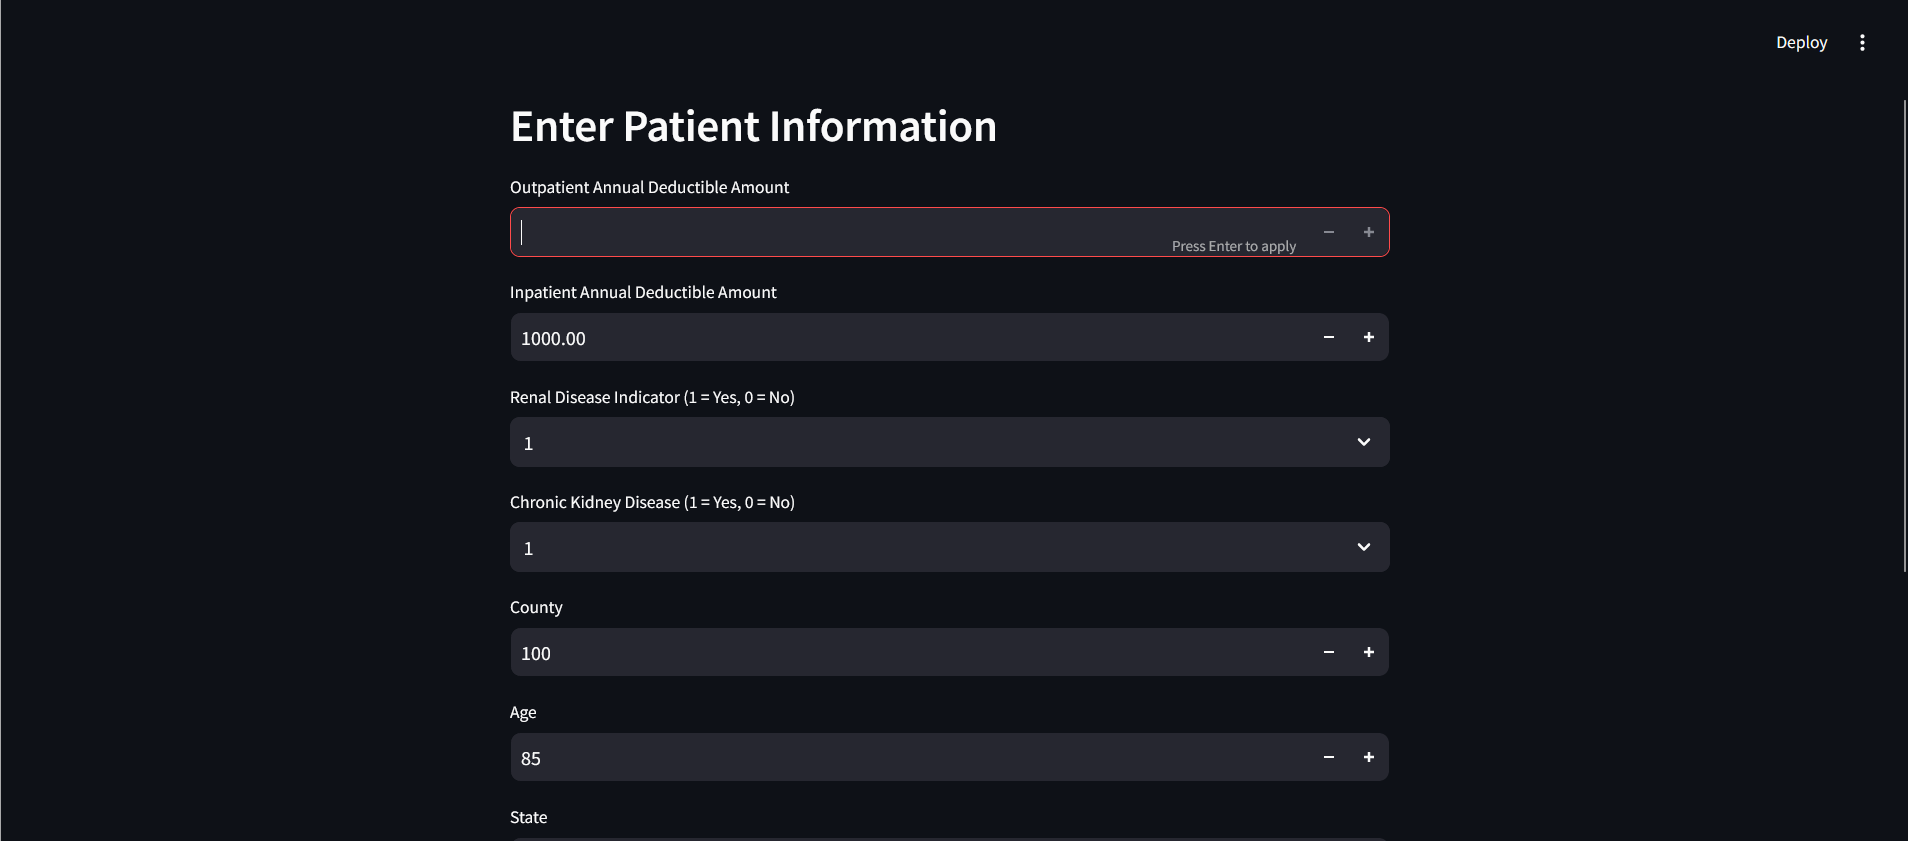 Deploy
Enter Patient Information
Outpatient Annual Deductible Amount
Press Enter to apply
Inpatient Annual Deductible Amount
1000.00
Renal Disease Indicator (1 = Yes, 0 = No)
1
Chronic Kidney Disease (1 = Yes, 0 = No)
1
County
100
Age
85
State